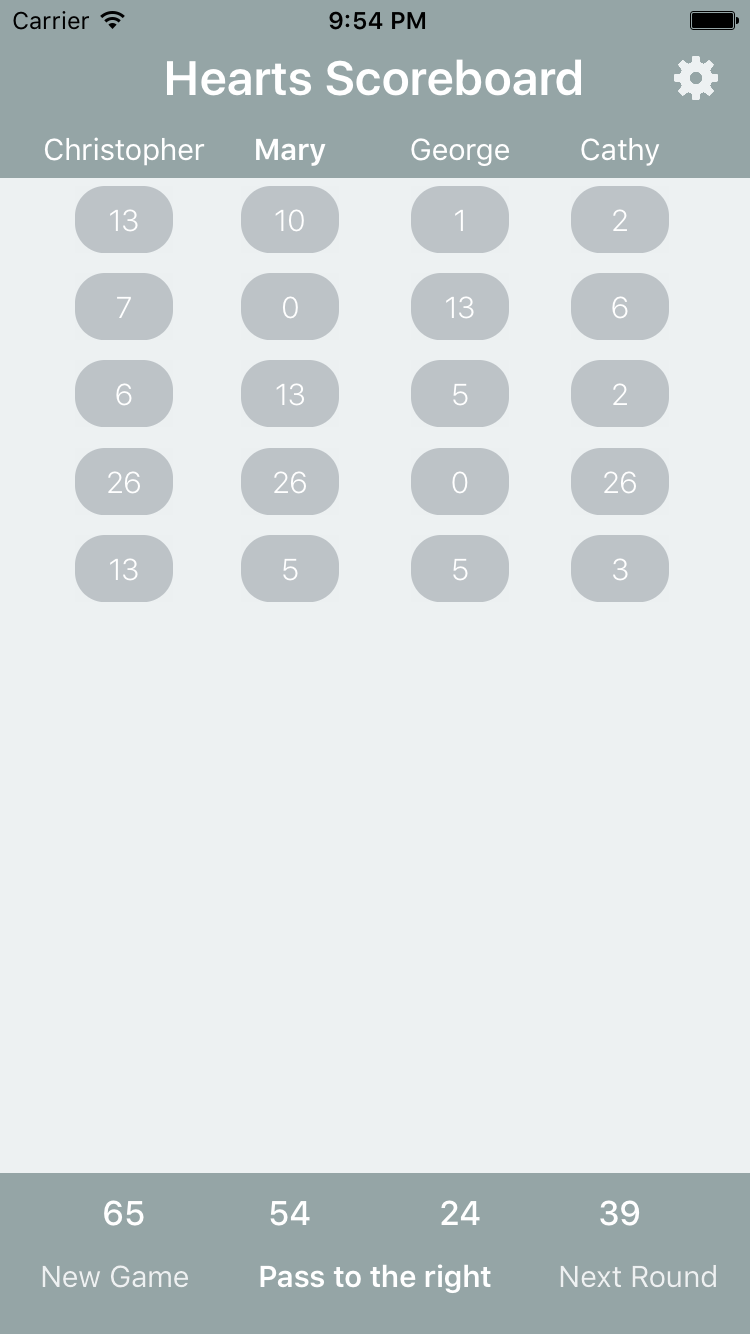 Carrier 9:54 PM
Hearts Scoreboard
Christopher Mary George Cathy
13 10 1 2
7 0 13 6
6 13 5 2
26 26 0 26
13 5 5 3
65 54 24 39
New Game Pass to the right Next Round